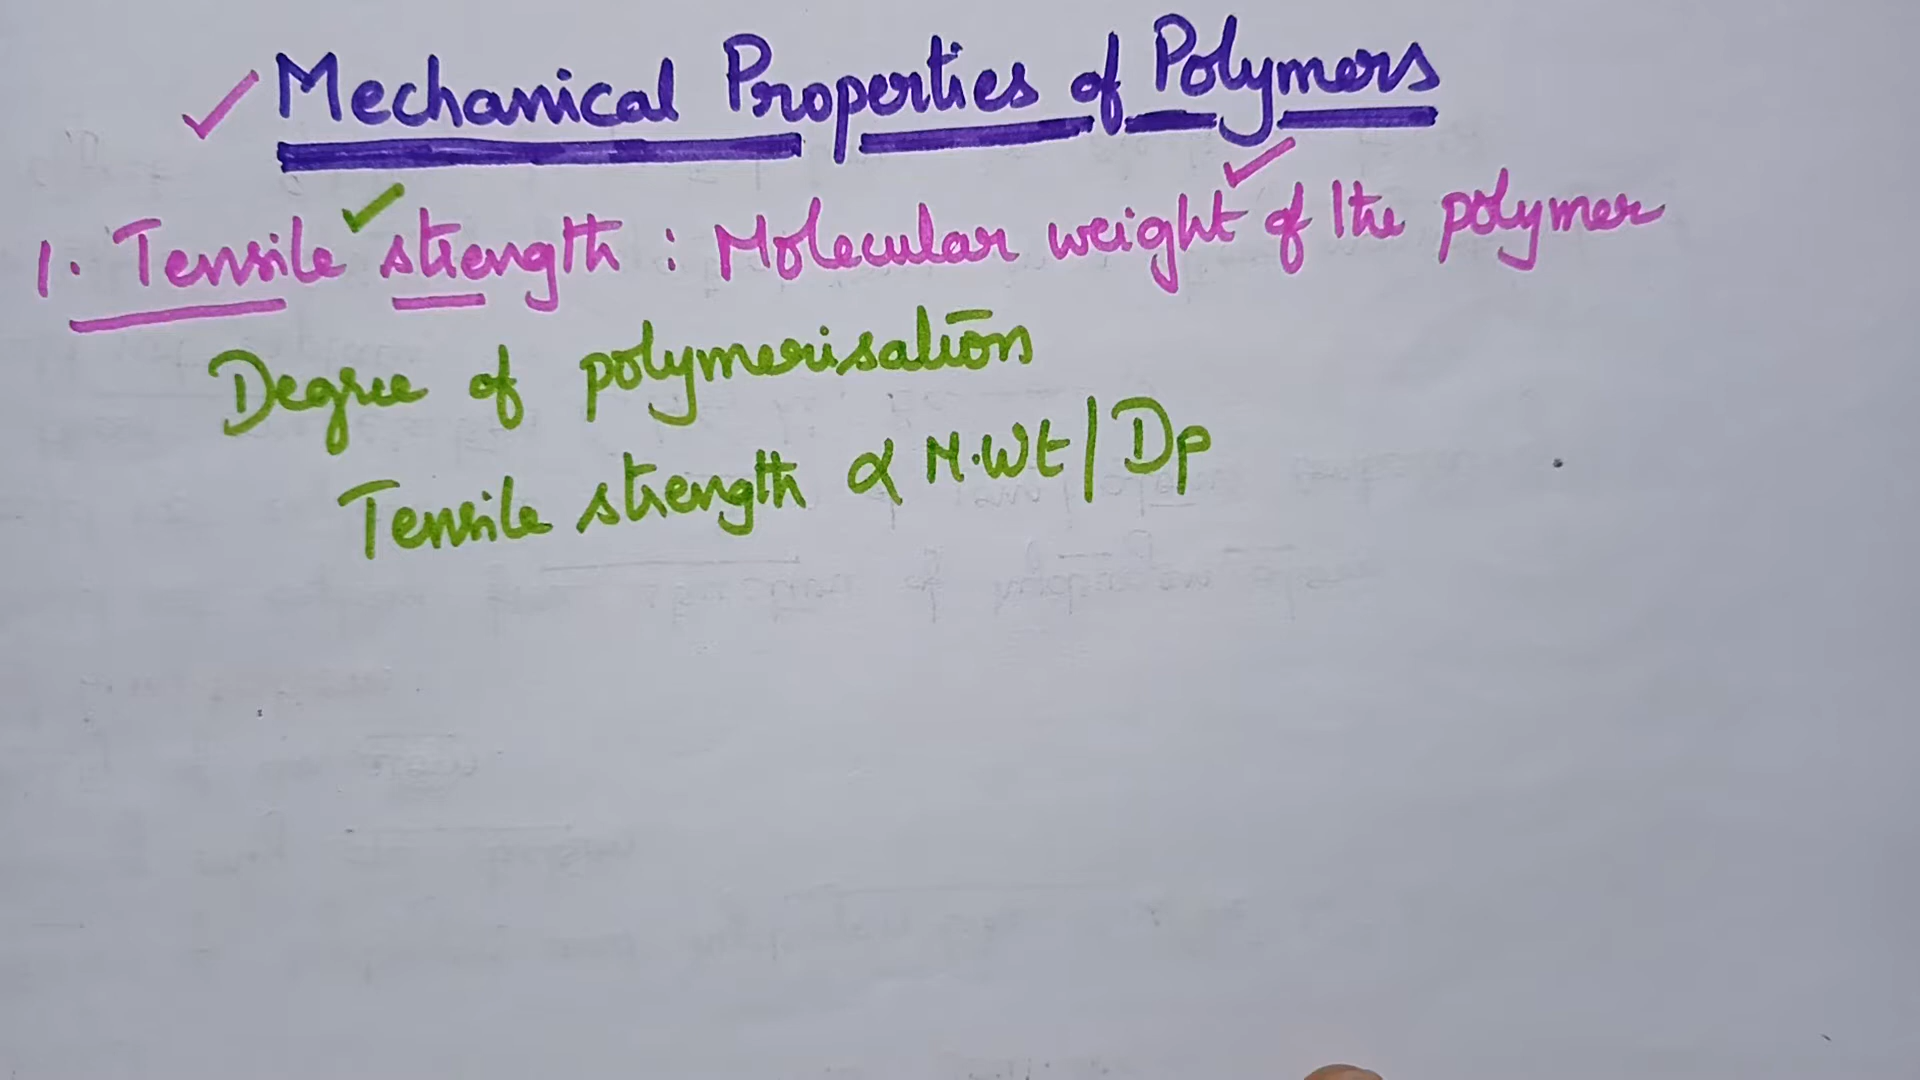 Mechanical Properties of Polymers
1. Tensile strength : Molecular weight of the polymer
Degree of polymerisation
Tensile strength ∝ M.Wt / Dp